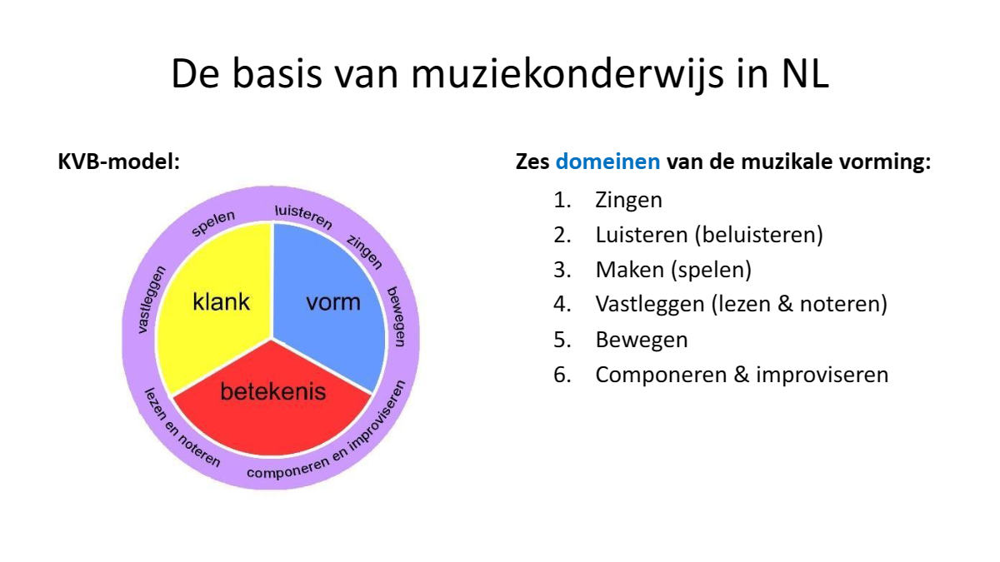 De basis van muziekonderwijs in NL
KVB-model:
vastleggen
spelen
luisteren
zingen
bewegen
klank
vorm
betekenis
lezen en noteren
componeren en improviseren
Zes domeinen van de muzikale vorming:
1. Zingen
2. Luisteren (beluisteren)
3. Maken (spelen)
4. Vastleggen (lezen & noteren)
5. Bewegen
6. Componeren & improviseren